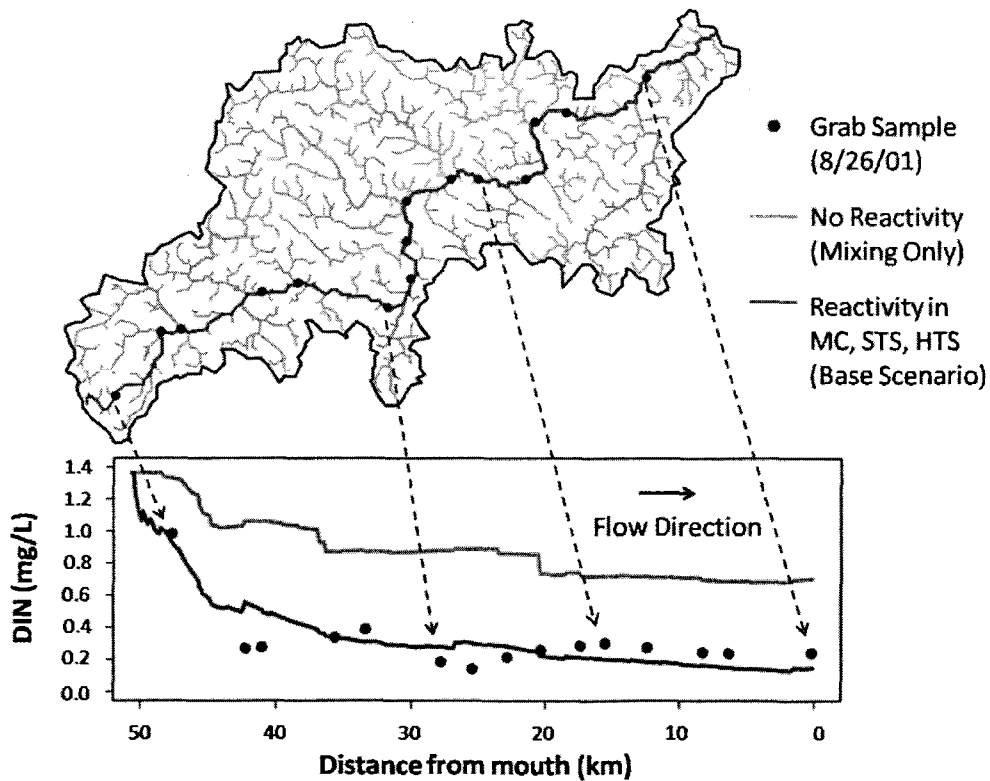 Grab Sample
(8/26/01)
No Reactivity
(Mixing Only)
Reactivity in
MC, STS, HTS
(Base Scenario)
1.4
1.2
1.0
0.8
0.6
0.4
0.2
0.0
DIN (mg/L)
Flow Direction
50
40
30
20
10
0
Distance from mouth (km)